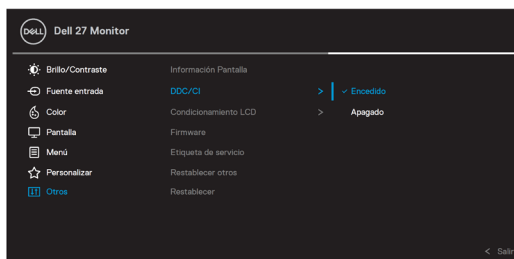 DELL Dell 27 Monitor
Brillo/Contraste Información Pantalla
Fuente entrada DDC/CI > ✓ Encedido
Color Condicionamiento LCD > Apagado
Pantalla Firmware
Menú Etiqueta de servicio
Personalizar Restablecer otros
Otros Restablecer
< Salir